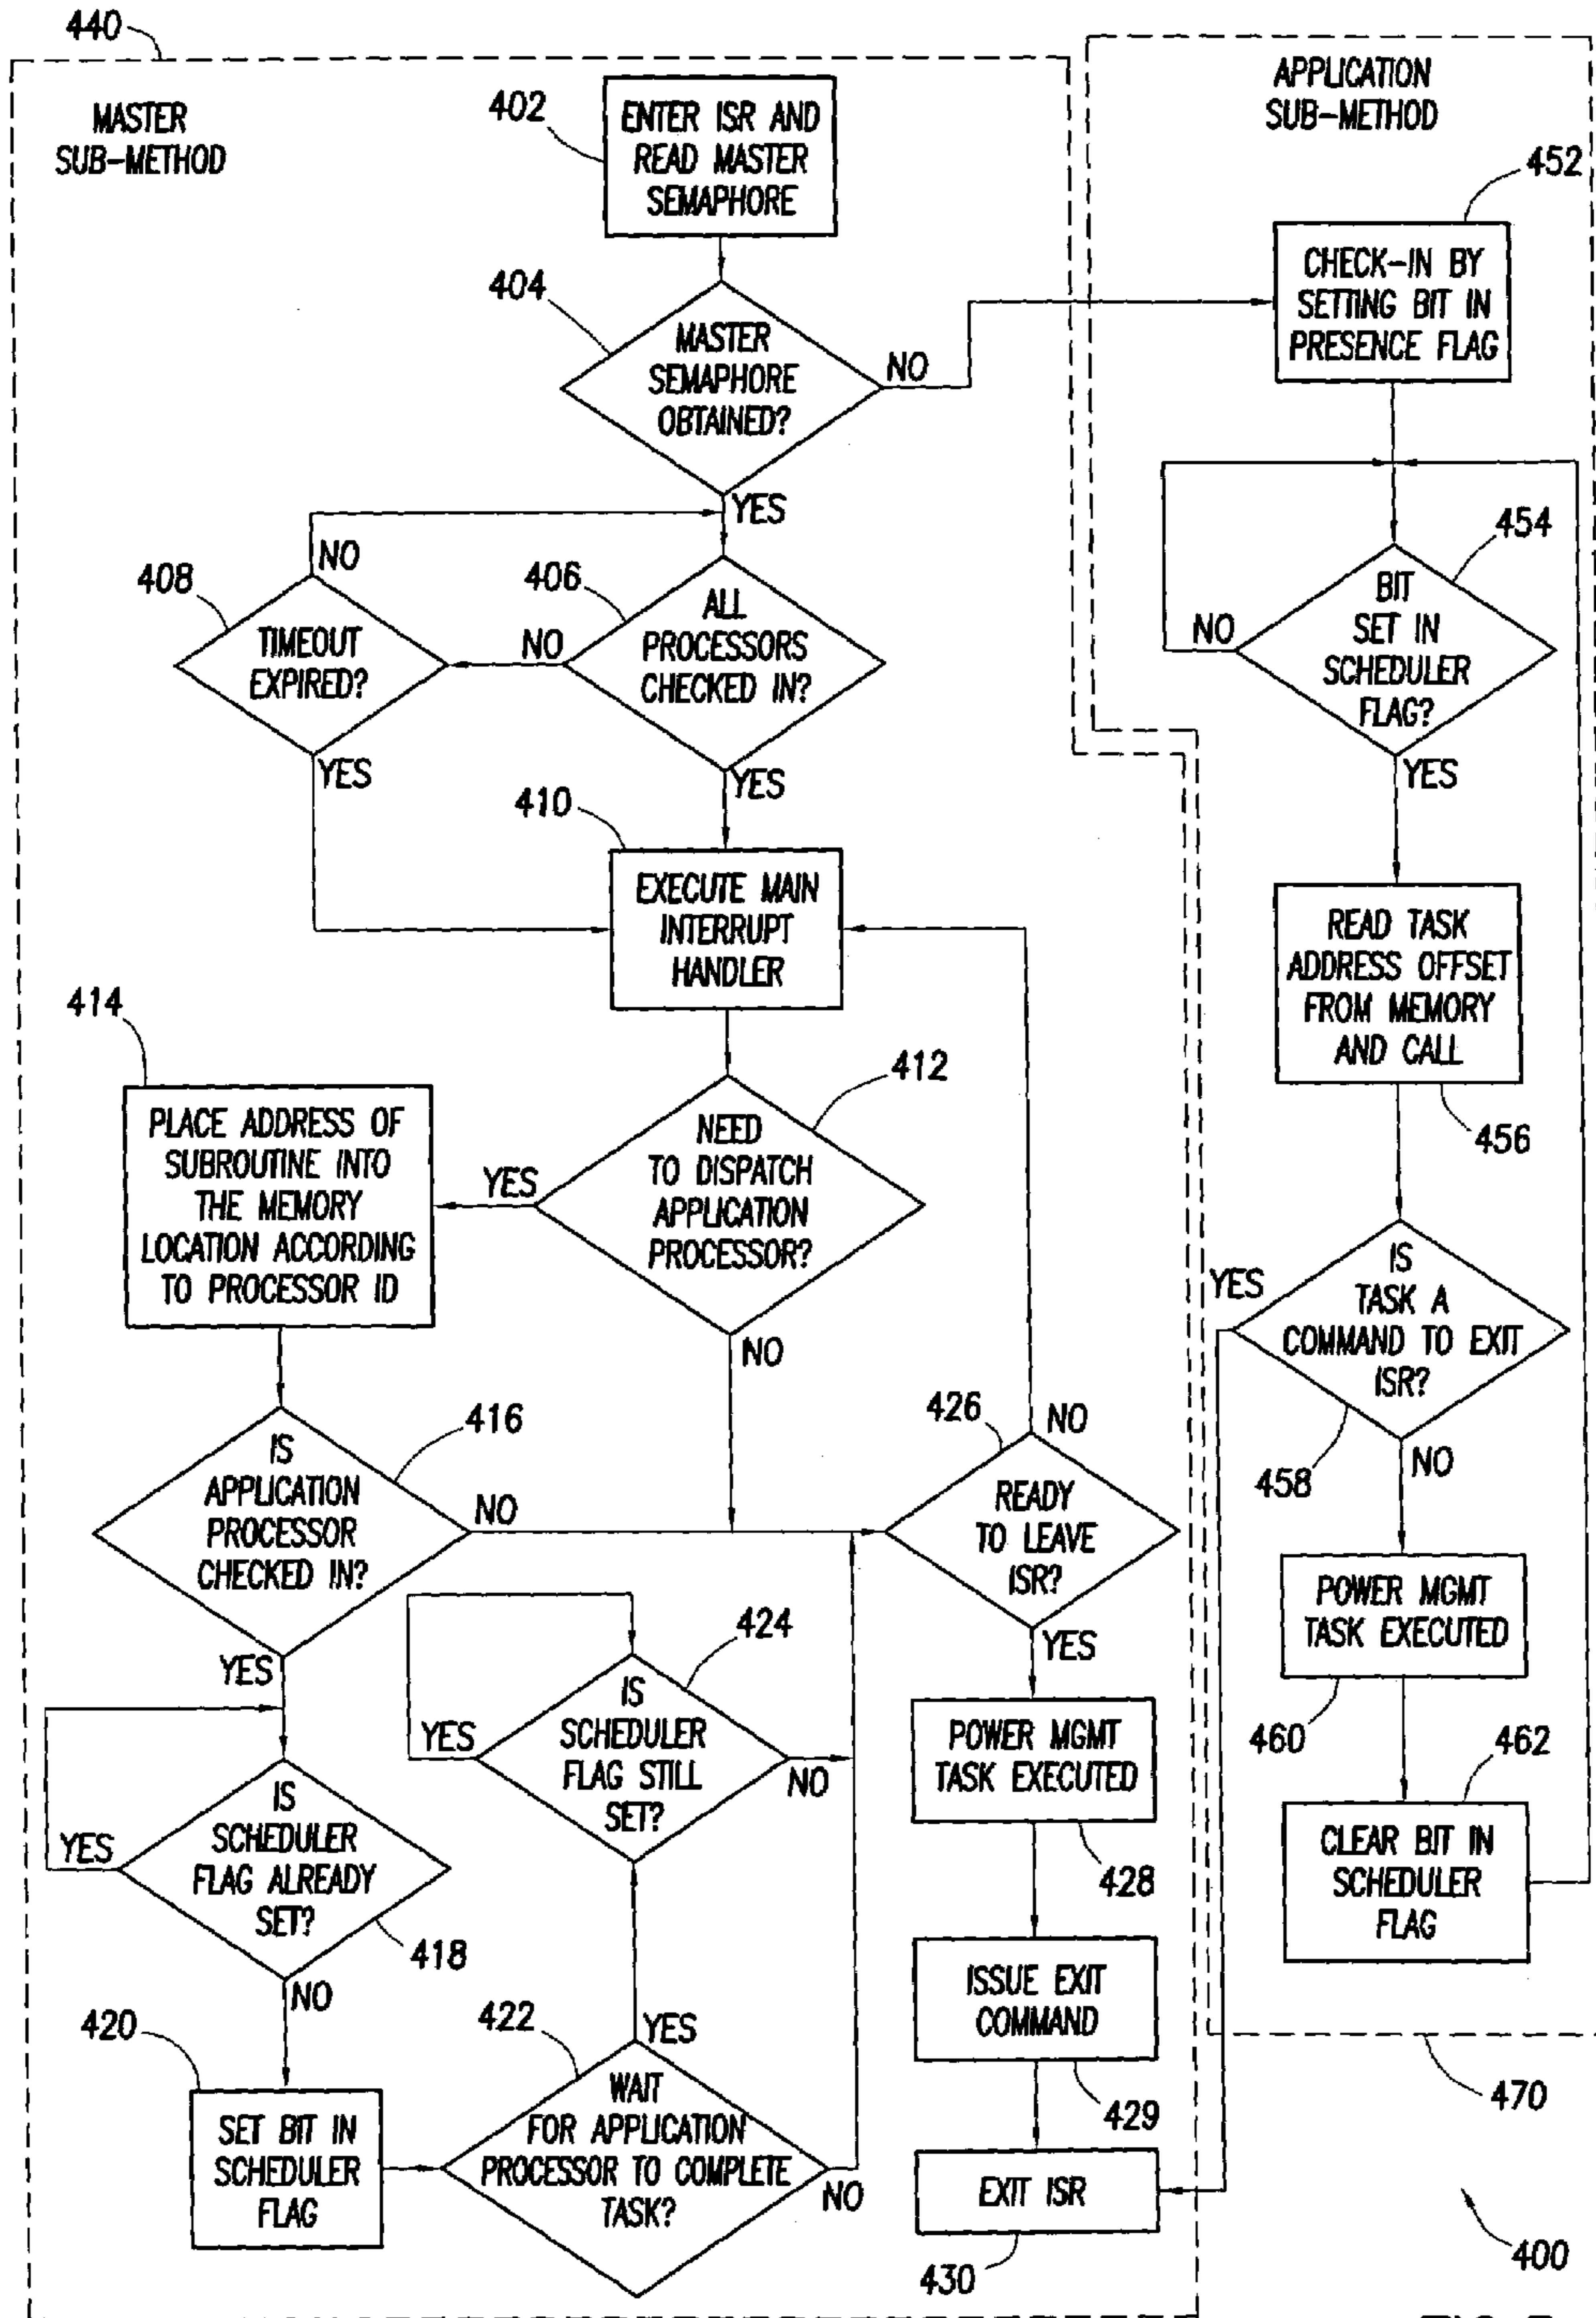 440
MASTER
SUB-METHOD
402
ENTER ISR AND
READ MASTER
SEMAPHORE
404
MASTER
SEMAPHORE
OBTAINED?
NO
YES
408
NO
TIMEOUT
EXPIRED?
YES
406
ALL
PROCESSORS
CHECKED IN?
NO
YES
410
EXECUTE MAIN
INTERRUPT
HANDLER
412
NEED
TO DISPATCH
APPLICATION
PROCESSOR?
YES
NO
414
PLACE ADDRESS OF
SUBROUTINE INTO
THE MEMORY
LOCATION ACCORDING
TO PROCESSOR ID
416
IS
APPLICATION
PROCESSOR
CHECKED IN?
NO
YES
418
IS
SCHEDULER
FLAG ALREADY
SET?
YES
NO
420
SET BIT IN
SCHEDULER
FLAG
422
WAIT
FOR APPLICATION
PROCESSOR TO COMPLETE
TASK?
YES
NO
424
IS
SCHEDULER
FLAG STILL
SET?
YES
NO
426
NO
READY
TO LEAVE
ISR?
YES
POWER MGMT
TASK EXECUTED
428
ISSUE EXIT
COMMAND
429
EXIT ISR
430
APPLICATION
SUB-METHOD
452
CHECK-IN BY
SETTING BIT IN
PRESENCE FLAG
454
BIT
SET IN
SCHEDULER
FLAG?
NO
YES
READ TASK
ADDRESS OFFSET
FROM MEMORY
AND CALL
456
IS
TASK A
COMMAND TO EXIT
ISR?
YES
458
NO
POWER MGMT
TASK EXECUTED
460
462
CLEAR BIT IN
SCHEDULER
FLAG
470
400